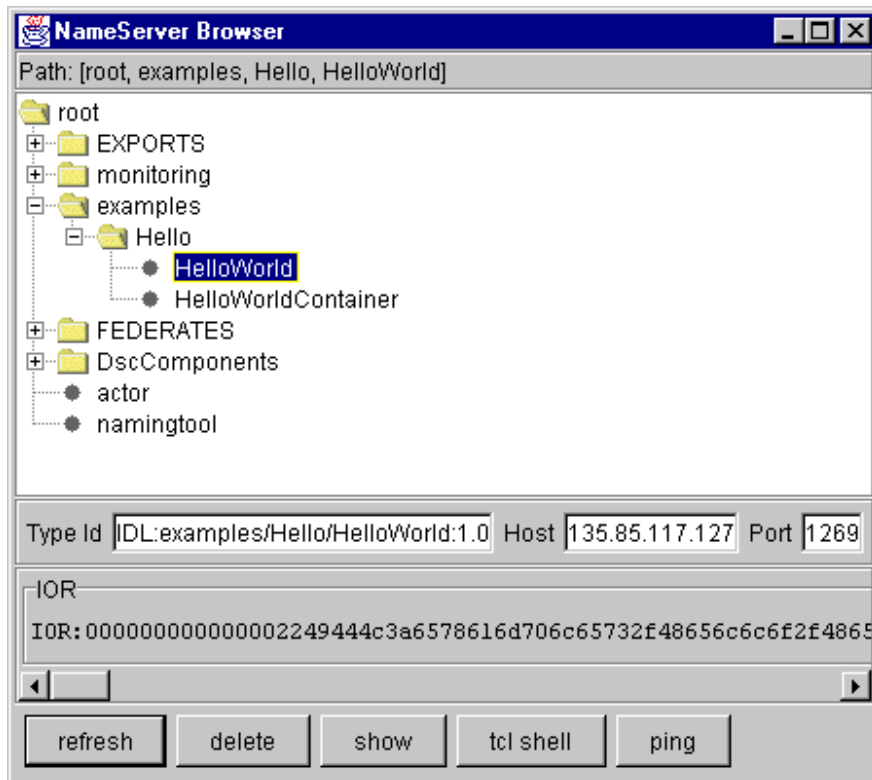 NameServer Browser
Path: [root, examples, Hello, HelloWorld]
root
EXPORTS
monitoring
examples
Hello
HelloWorld
HelloWorldContainer
FEDERATES
DscComponents
actor
namingtool
Type Id IDL:examples/Hello/HelloWorld:1.0 Host 135.85.117.127 Port 1269
IOR
IOR:0000000000000002249444c3a6578616d706c65732f48656c6c6f2f4865
refresh delete show tcl shell ping